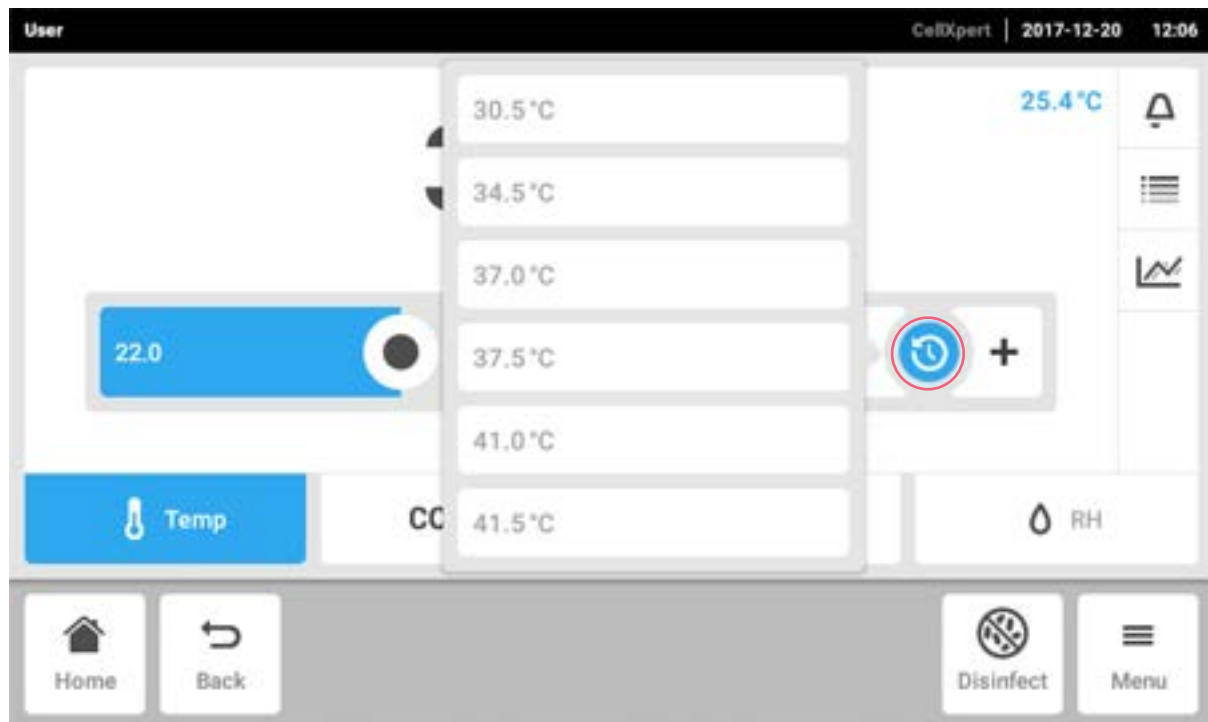 User
CellXpert | 2017-12-20 12:06
25.4°C
30.5°C
34.5°C
37.0°C
22.0
37.5°C
+
41.0°C
41.5°C
Temp
CC
RH
Home
Back
Disinfect
Menu